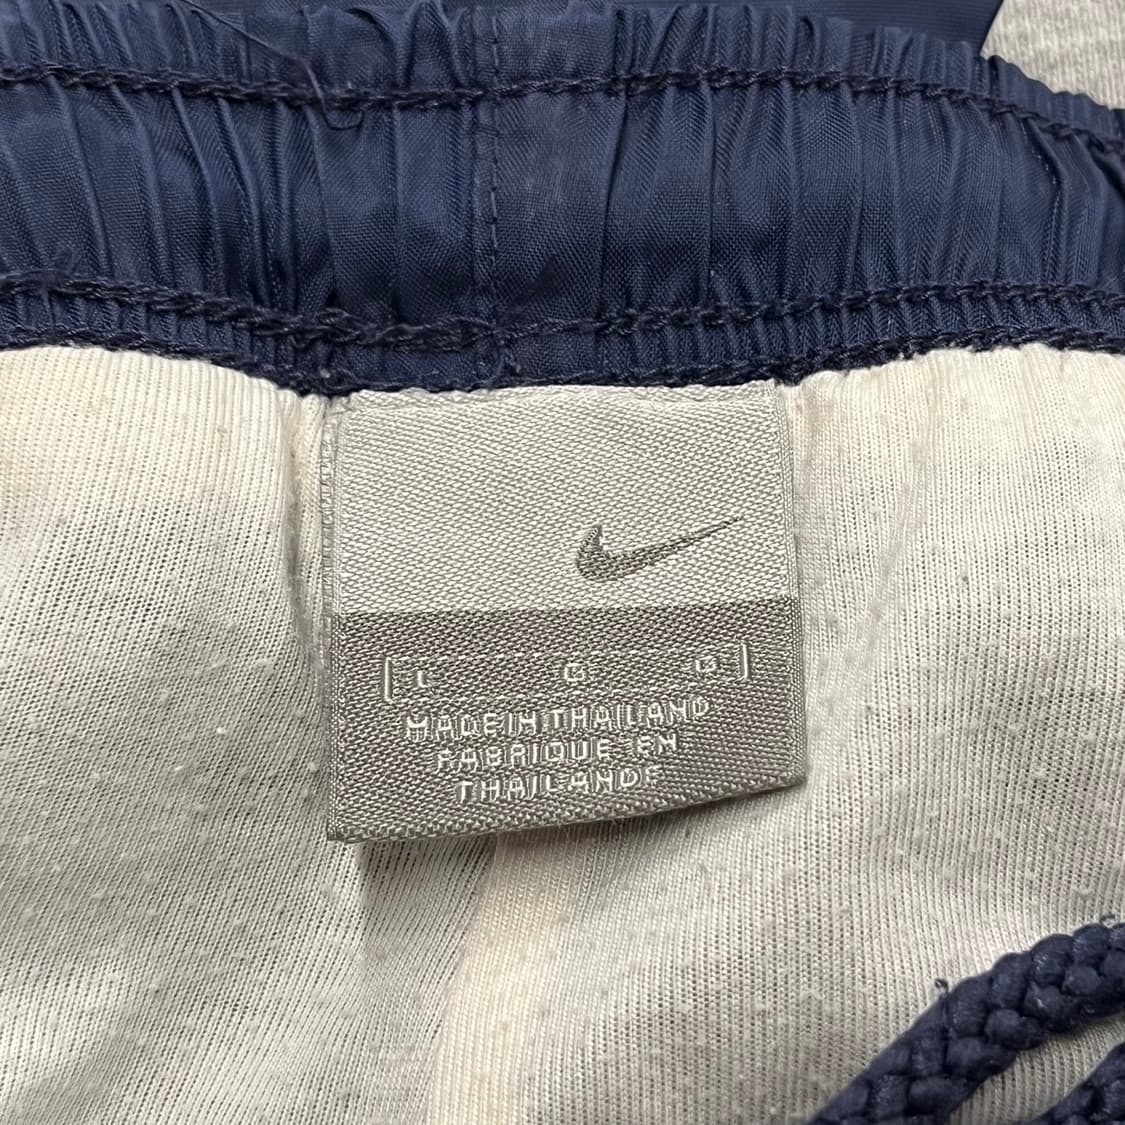 [L G G]
MADE IN THAILAND
FABRIQUE EN
THAILANDE